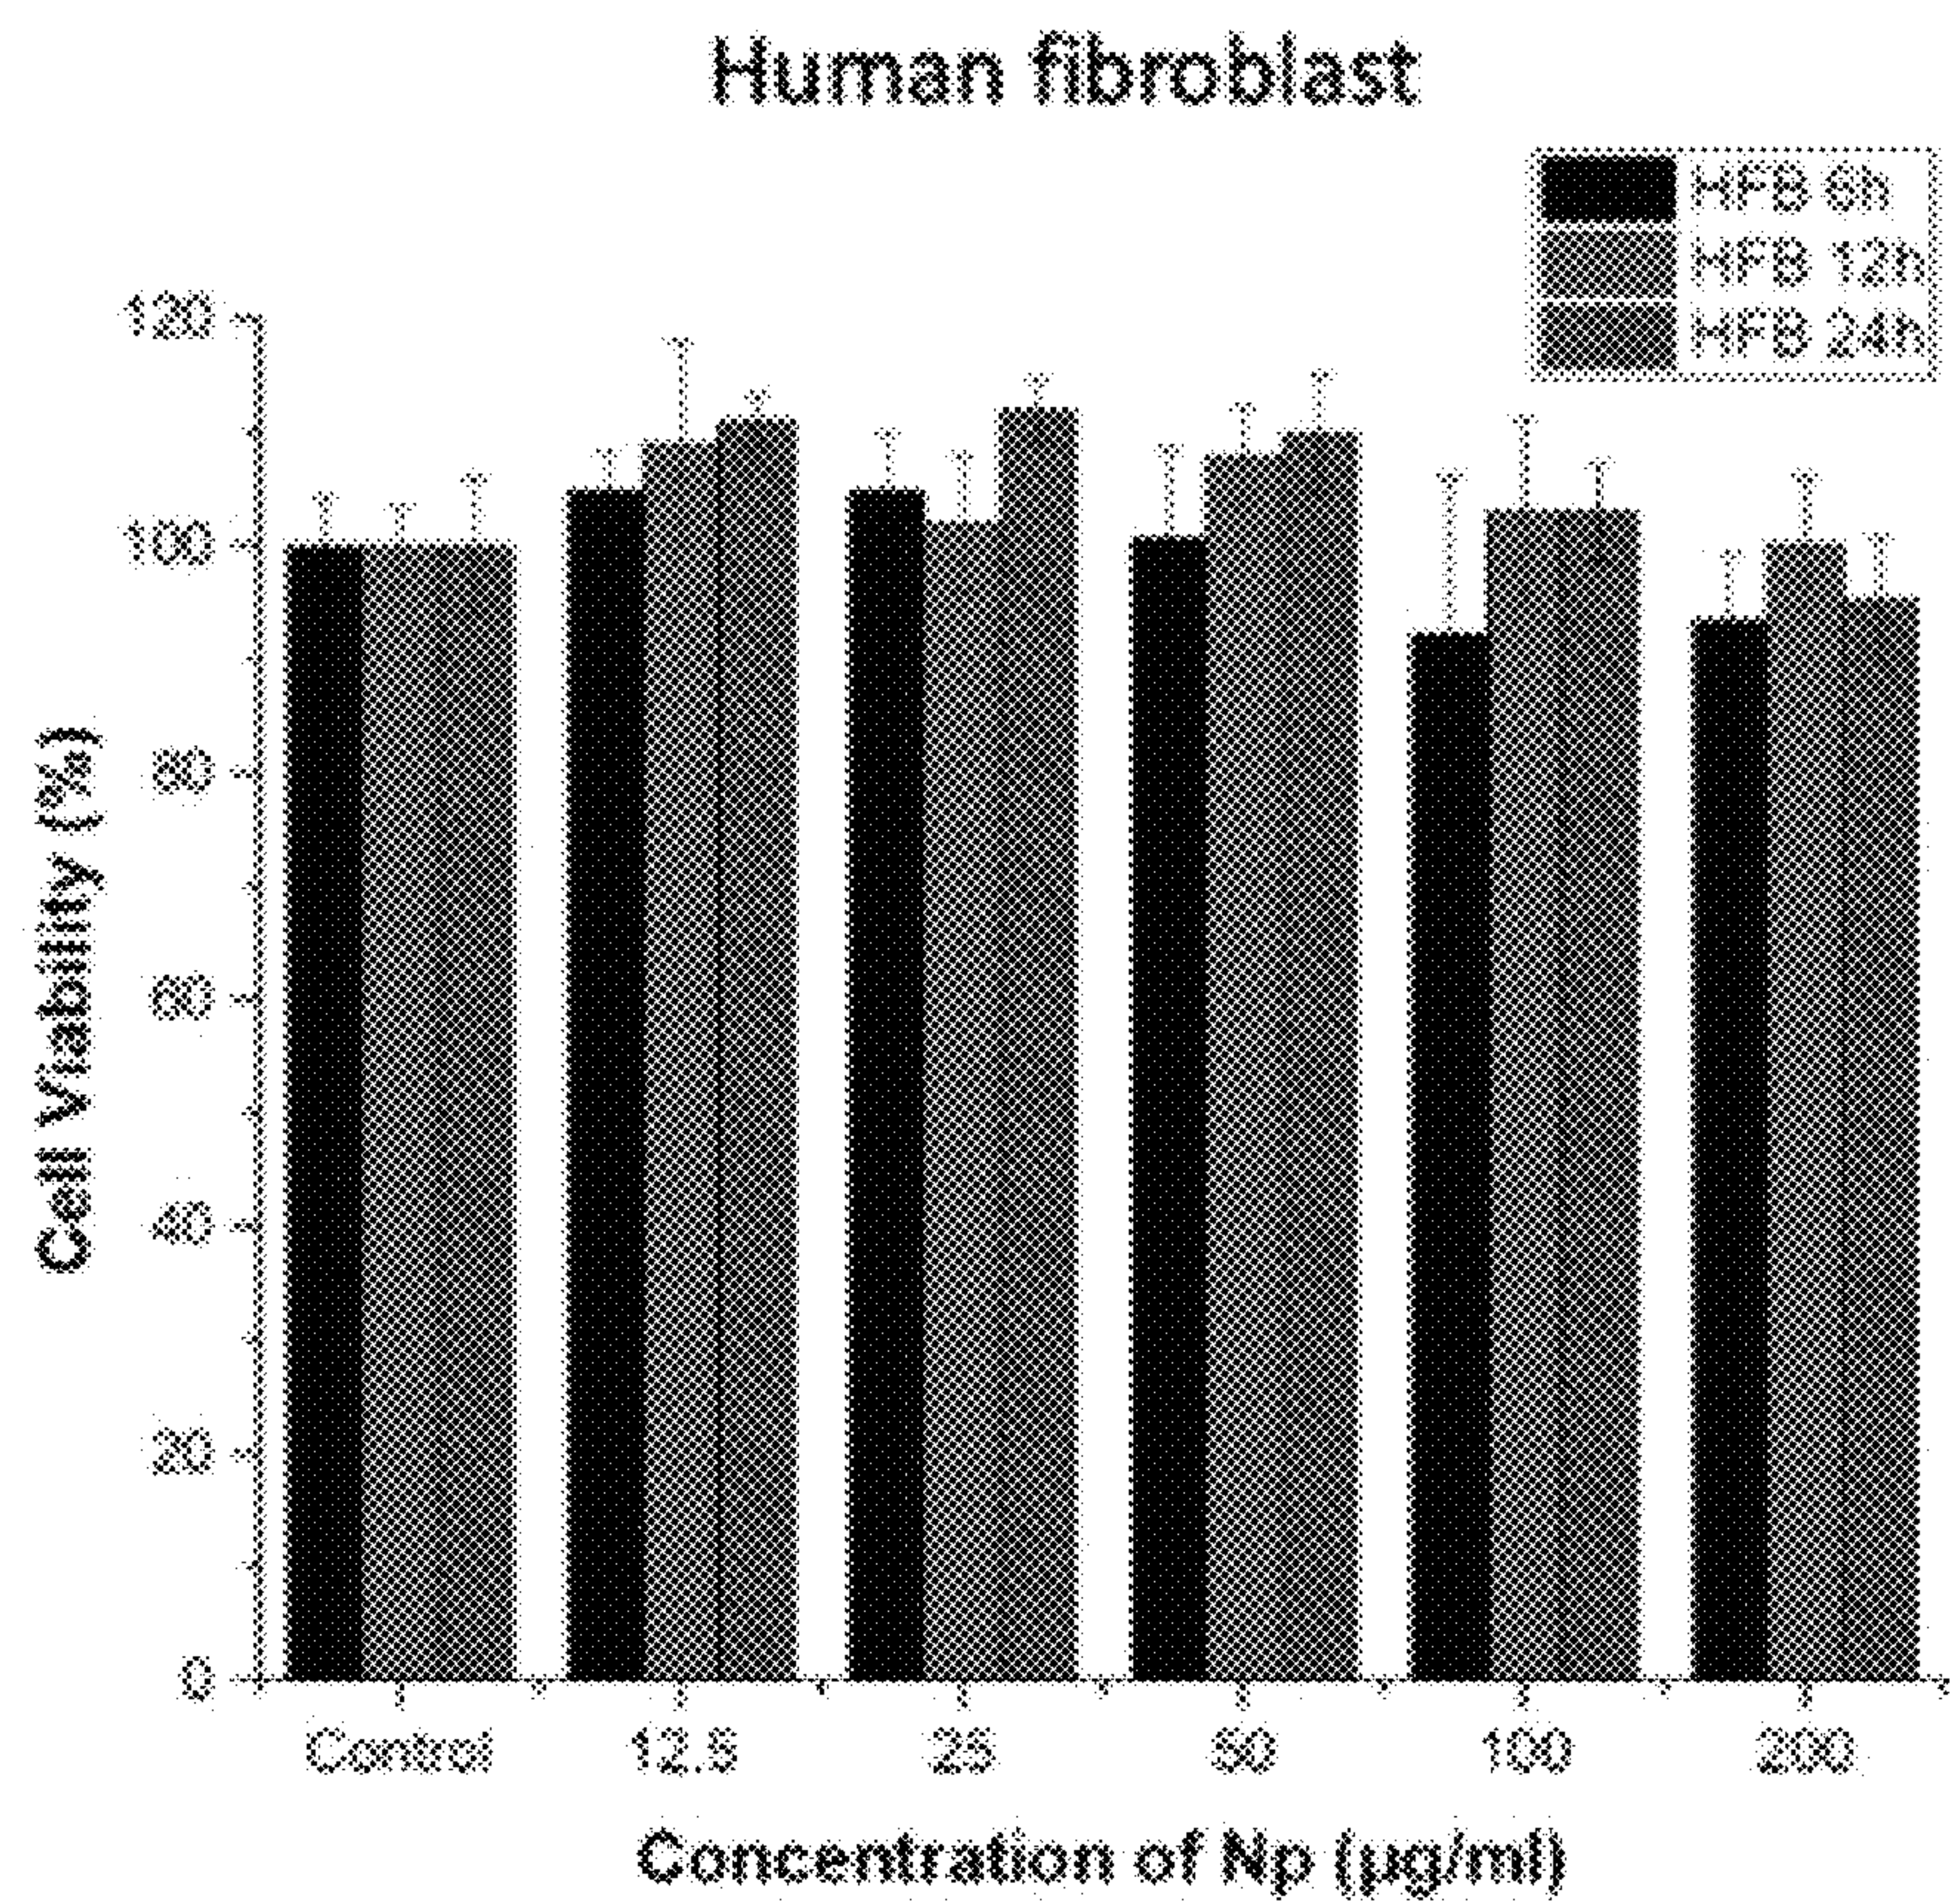 Human fibroblast
HFB 6h
HFB 12h
HFB 24h
120
100
80
60
40
20
0
Cell Viability (%)
Control 12.5 25 50 100 200
Concentration of Np (µg/ml)